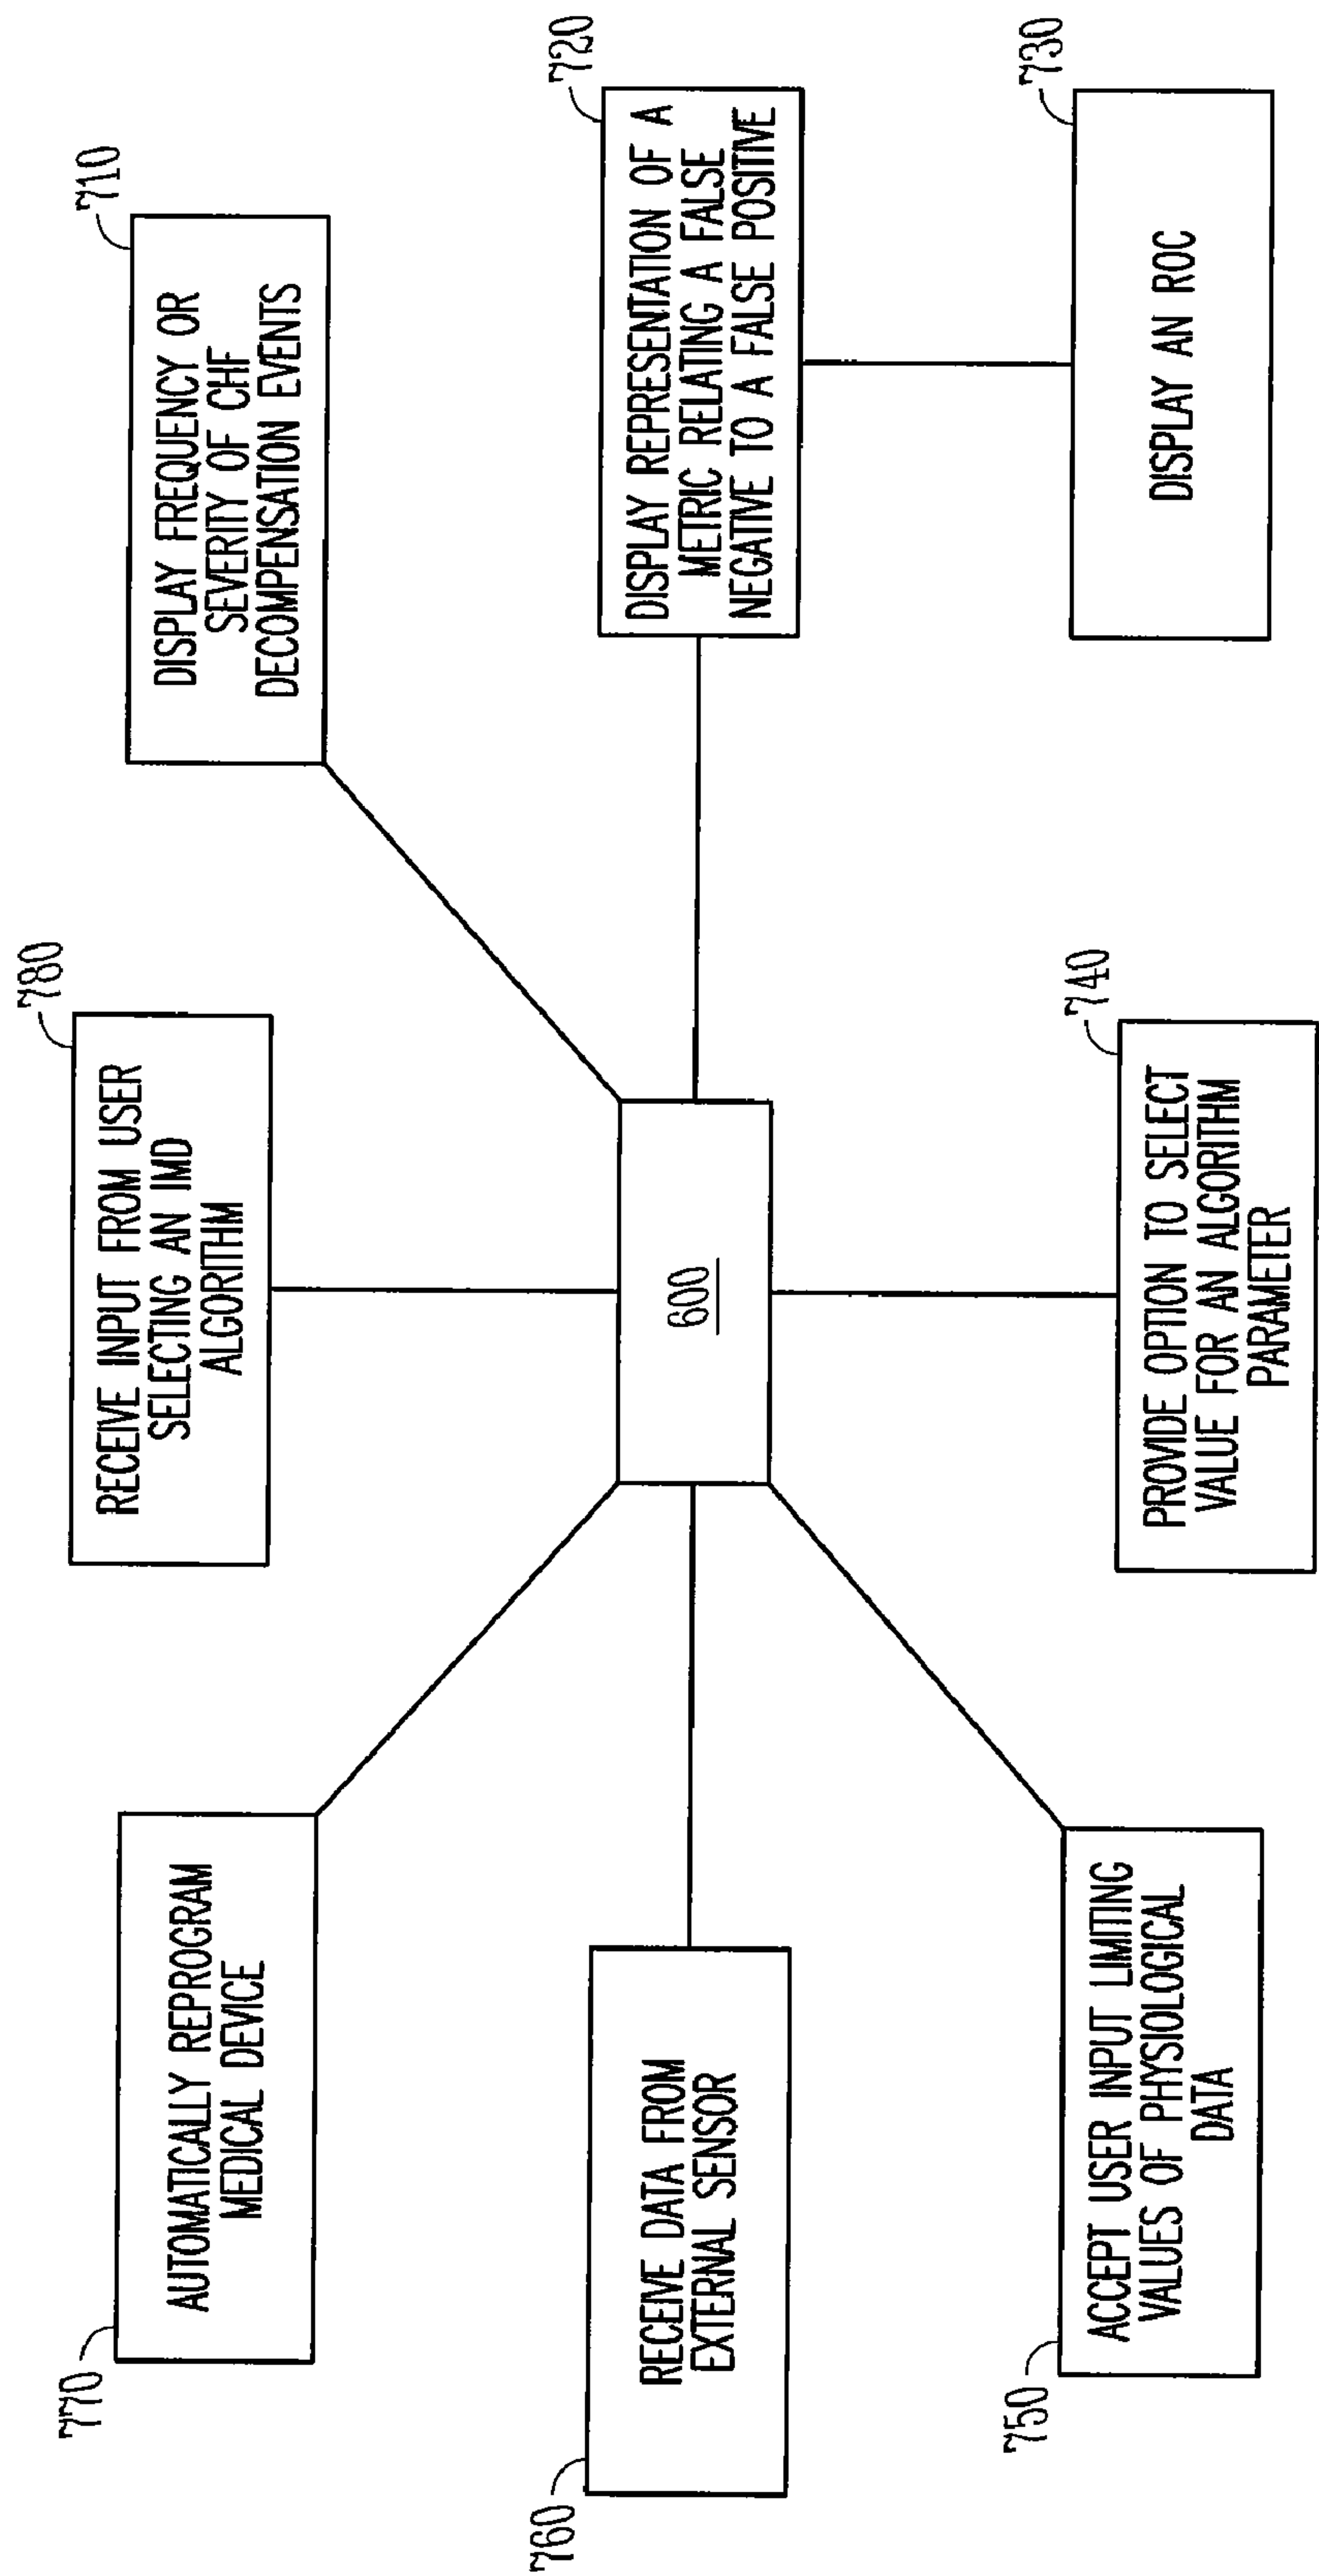 770
AUTOMATICALLY REPROGRAM
MEDICAL DEVICE
780
RECEIVE INPUT FROM USER
SELECTING AN IMD
ALGORITHM
710
DISPLAY FREQUENCY OR
SEVERITY OF CHF
DECOMPENSATION EVENTS
760
RECEIVE DATA FROM
EXTERNAL SENSOR
600
720
DISPLAY REPRESENTATION OF A
METRIC RELATING A FALSE
NEGATIVE TO A FALSE POSITIVE
750
ACCEPT USER INPUT LIMITING
VALUES OF PHYSIOLOGICAL
DATA
740
PROVIDE OPTION TO SELECT
VALUE FOR AN ALGORITHM
PARAMETER
730
DISPLAY AN ROC